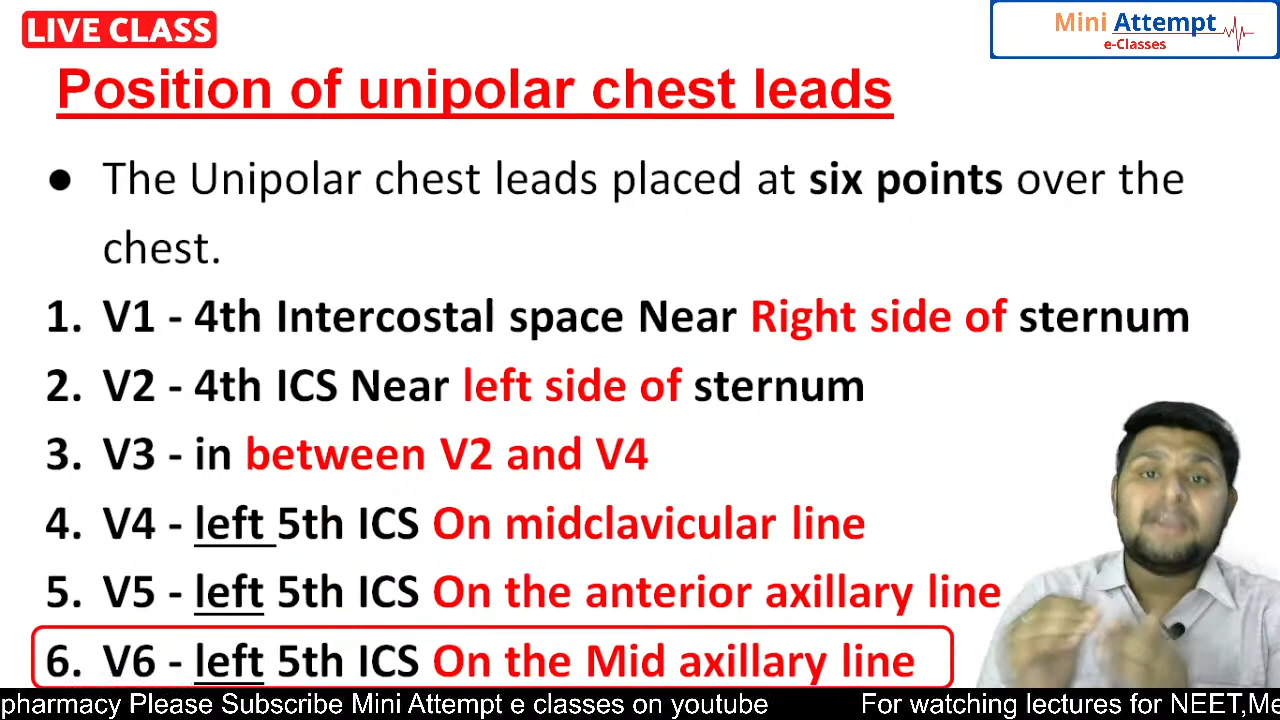 LIVE CLASS
Mini Attempt
e-Classes
Position of unipolar chest leads
● The Unipolar chest leads placed at six points over the
chest.
1. V1 - 4th Intercostal space Near Right side of sternum
2. V2 - 4th ICS Near left side of sternum
3. V3 - in between V2 and V4
4. V4 - left 5th ICS On midclavicular line
5. V5 - left 5th ICS On the anterior axillary line
6. V6 - left 5th ICS On the Mid axillary line
pharmacy Please Subscribe Mini Attempt e classes on youtube For watching lectures for NEET,Me